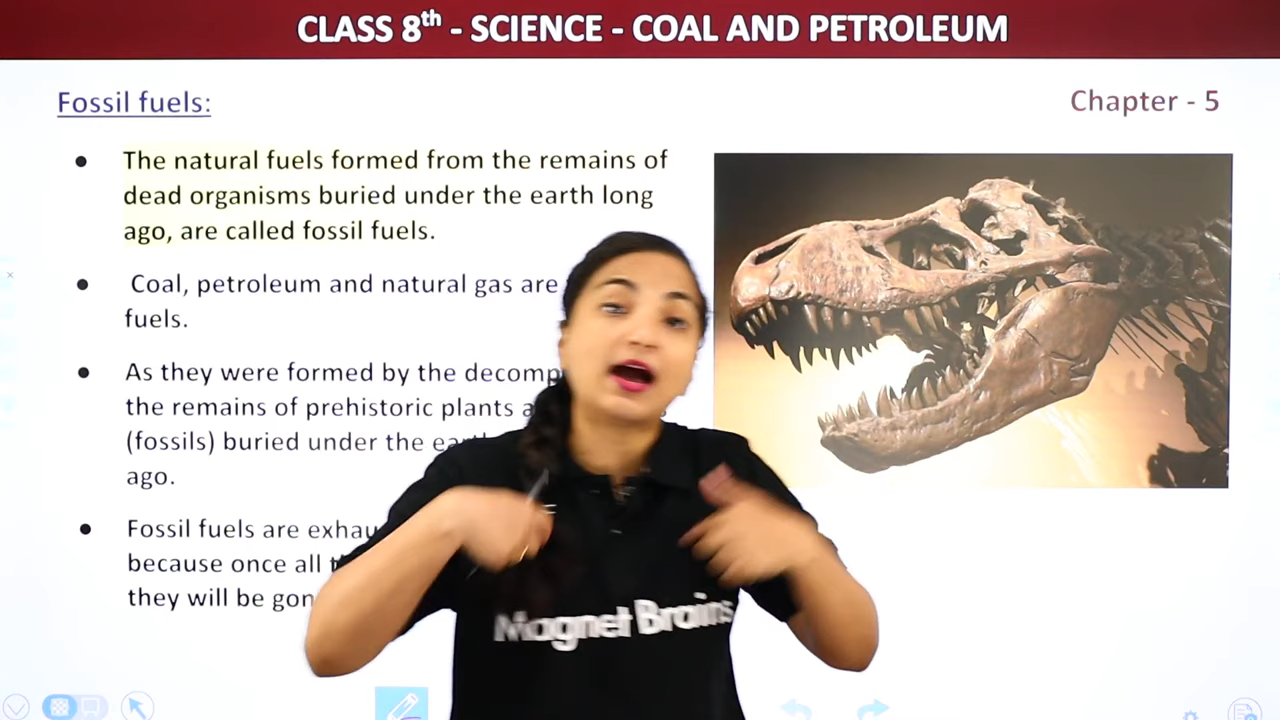 CLASS 8th - SCIENCE - COAL AND PETROLEUM
Fossil fuels:
Chapter - 5
● The natural fuels formed from the remains of
dead organisms buried under the earth long
ago, are called fossil fuels.
● Coal, petroleum and natural gas are
fuels.
● As they were formed by the decomp
the remains of prehistoric plants a
(fossils) buried under the ea
ago.
● Fossil fuels are exhau
because once all
they will be gon
Magnet Brains